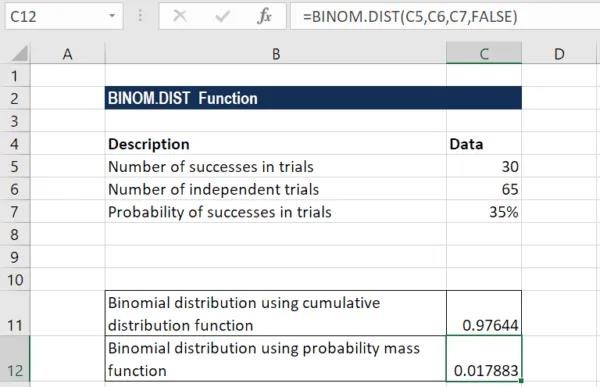 C12 fx =BINOM.DIST(C5,C6,C7,FALSE)
A B C D
1
2 BINOM.DIST Function
3
4 Description Data
5 Number of successes in trials 30
6 Number of independent trials 65
7 Probability of successes in trials 35%
8
9
10
Binomial distribution using cumulative
11 distribution function 0.97644
Binomial distribution using probability mass
12 function 0.017883